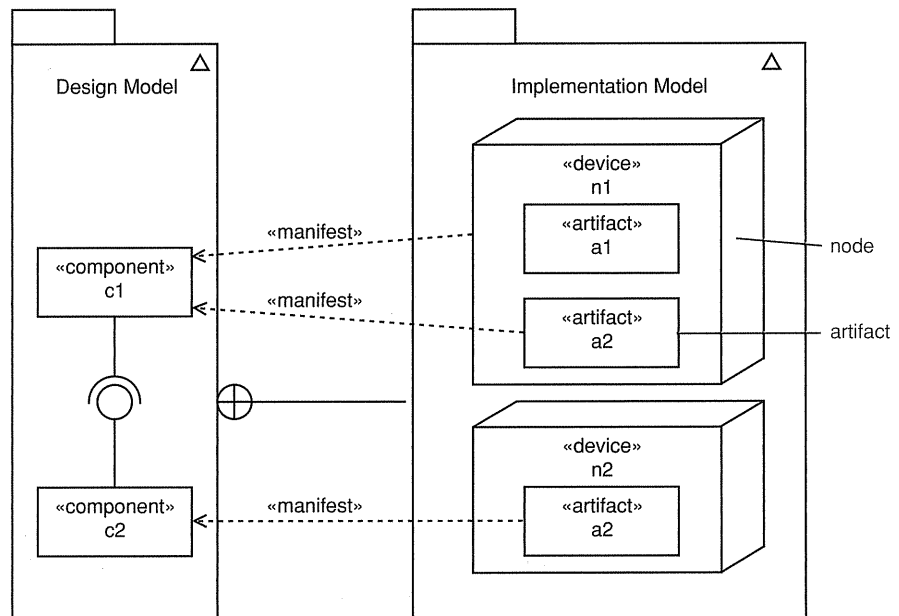 Design Model
Implementation Model
«device»
n1
«artifact»
a1
«manifest»
node
«component»
c1
«manifest»
«artifact»
a2
artifact
«device»
n2
«component»
c2
«manifest»
«artifact»
a2